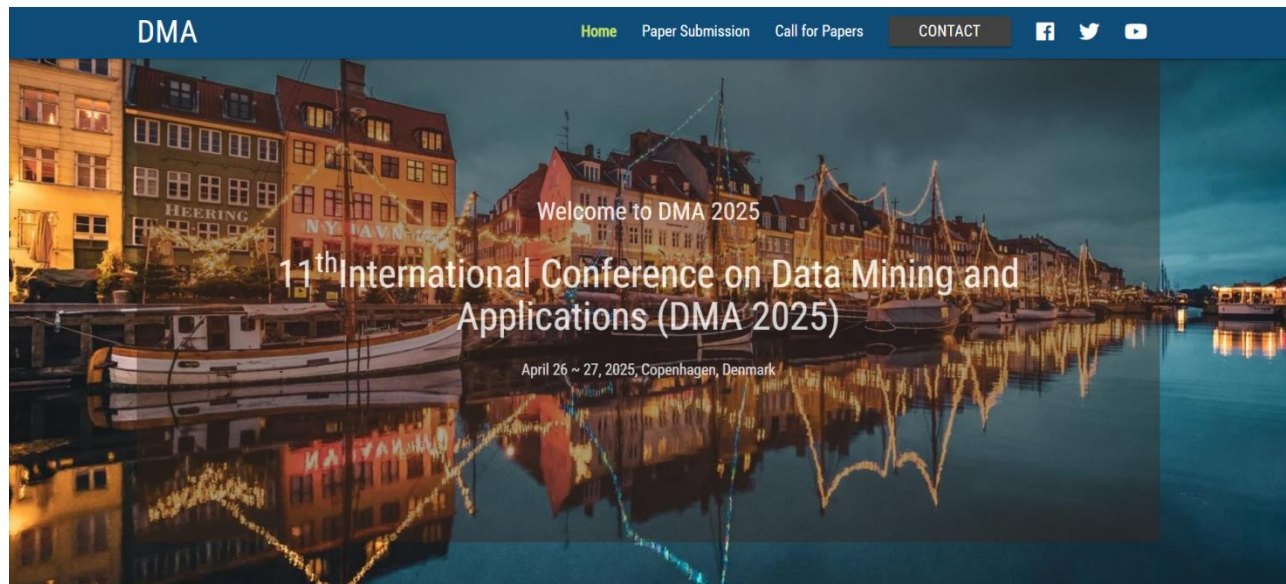 DMA
Home Paper Submission Call for Papers CONTACT
HEERING
NYHAVN
Welcome to DMA 2025
11thInternational Conference on Data Mining and
Applications (DMA 2025)
April 26 ~ 27, 2025, Copenhagen, Denmark